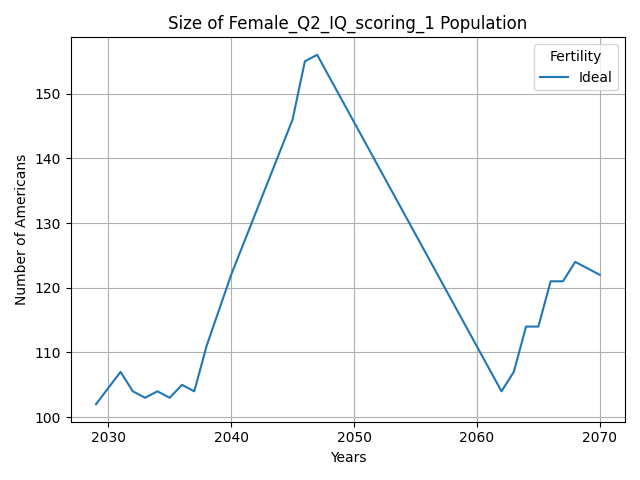 Size of Female_Q2_IQ_scoring_1 Population
Fertility
Ideal
Number of Americans
150
140
130
120
110
100
2030
2040
2050
2060
2070
Years